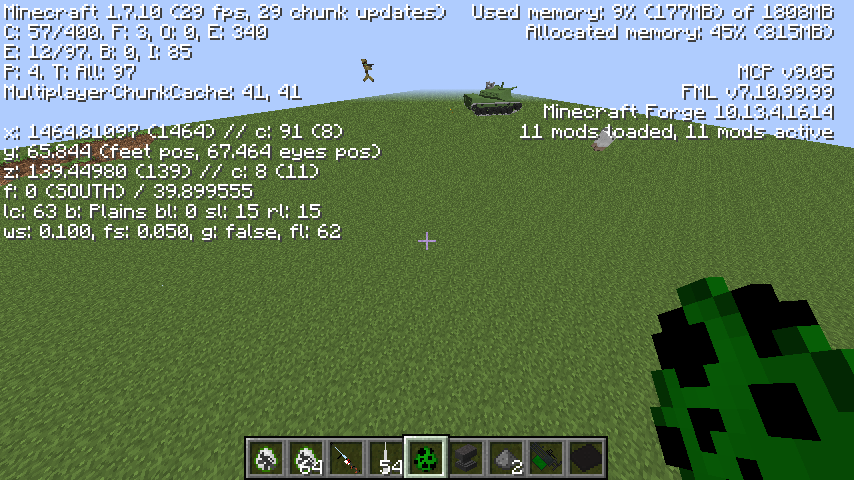 Minecraft 1.7.10 (29 fps, 29 chunk updates)
C: 57/400. F: 3, O: 0, E: 340
E: 12/97. B: 0, I: 85
P: 4. T: All: 97
MultiplayerChunkCache: 41, 41
x: 1464.81097 (1464) // c: 91 (8)
y: 65.844 (feet pos, 67.464 eyes pos)
z: 139.44980 (139) // c: 8 (11)
f: 0 (SOUTH) / 39.899555
lc: 63 b: Plains bl: 0 sl: 15 rl: 15
ws: 0.100, fs: 0.050, g: false, fl: 62
Used memory: 9% (177MB) of 1808MB
Allocated memory: 45% (815MB)
MCP v9.05
FML v7.10.99.99
Minecraft Forge 10.13.4.1614
11 mods loaded, 11 mods active
64
54
2